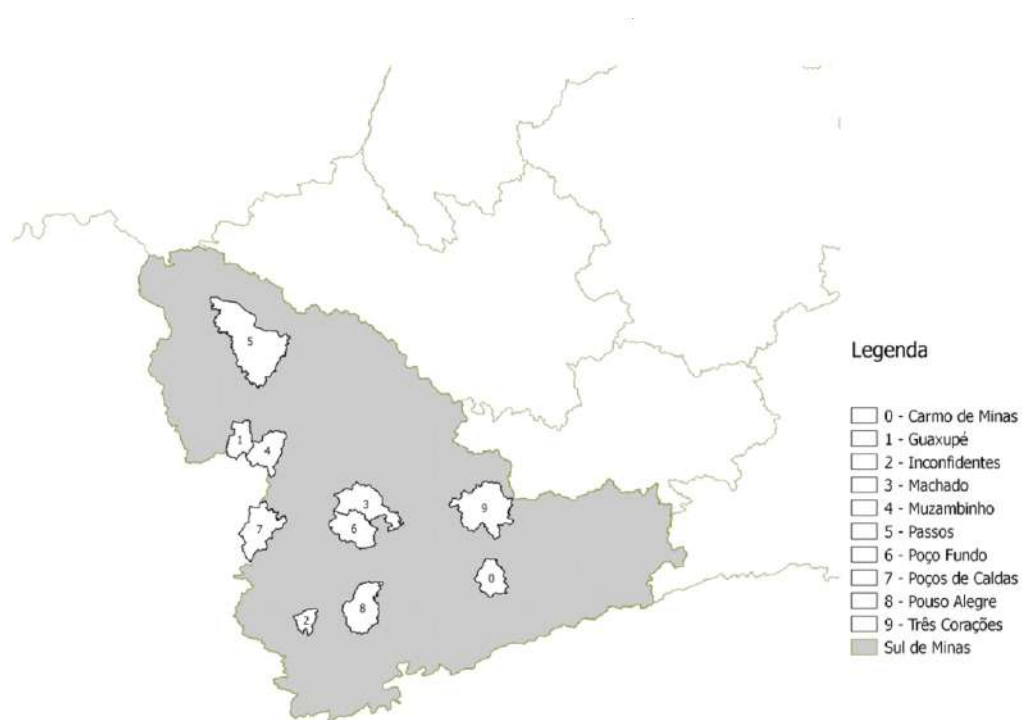 5
1
4
3
9
7
6
0
8
2
Legenda
0 - Carmo de Minas
1 - Guaxupé
2 - Inconfidentes
3 - Machado
4 - Muzambinho
5 - Passos
6 - Poço Fundo
7 - Poços de Caldas
8 - Pouso Alegre
9 - Três Corações
Sul de Minas